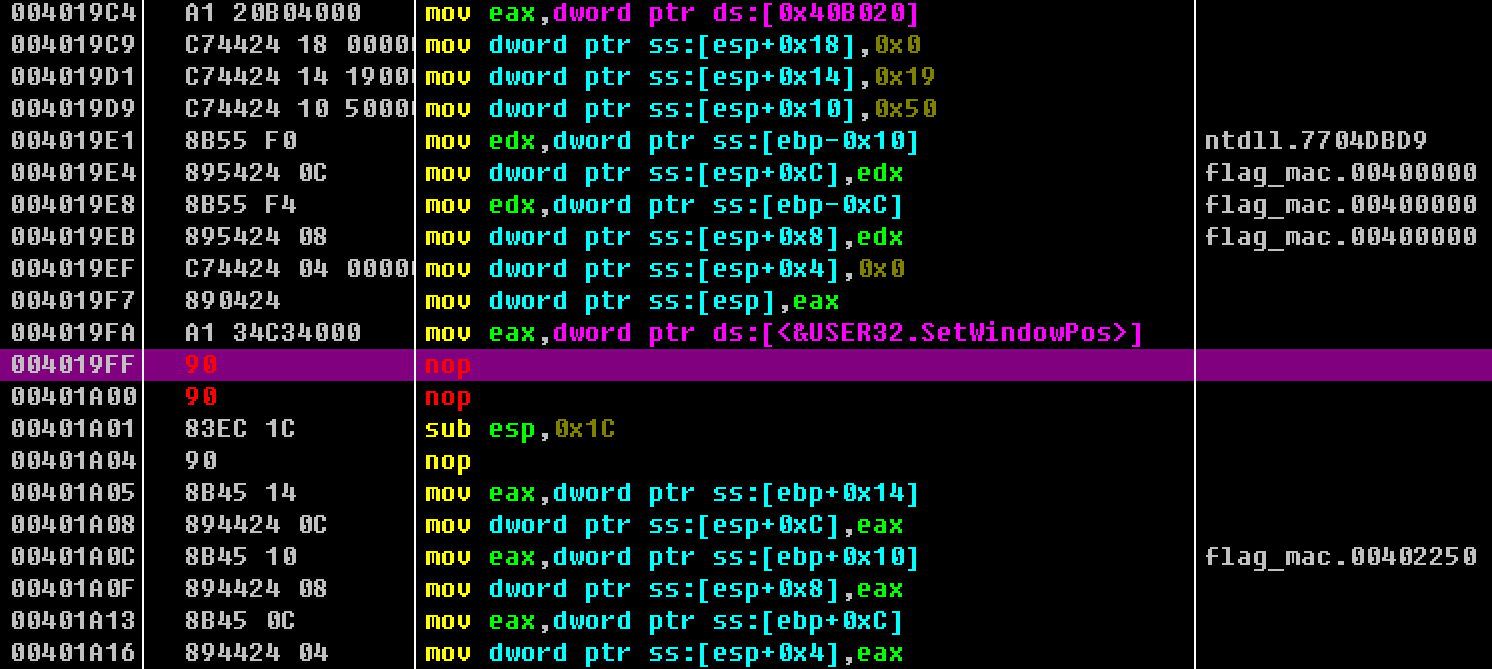 004019C4 A1 20B04000 mov eax,dword ptr ds:[0x40B020]
004019C9 C74424 18 0000 mov dword ptr ss:[esp+0x18],0x0
004019D1 C74424 14 1900 mov dword ptr ss:[esp+0x14],0x19
004019D9 C74424 10 5000 mov dword ptr ss:[esp+0x10],0x50
004019E1 8B55 F0 mov edx,dword ptr ss:[ebp-0x10] ntdll.7704DBD9
004019E4 895424 0C mov dword ptr ss:[esp+0xC],edx flag_mac.00400000
004019E8 8B55 F4 mov edx,dword ptr ss:[ebp-0xC] flag_mac.00400000
004019EB 895424 08 mov dword ptr ss:[esp+0x8],edx flag_mac.00400000
004019EF C74424 04 0000 mov dword ptr ss:[esp+0x4],0x0
004019F7 890424 mov dword ptr ss:[esp],eax
004019FA A1 34C34000 mov eax,dword ptr ds:[<&USER32.SetWindowPos>]
004019FF 90 nop
00401A00 90 nop
00401A01 83EC 1C sub esp,0x1C
00401A04 90 nop
00401A05 8B45 14 mov eax,dword ptr ss:[ebp+0x14]
00401A08 894424 0C mov dword ptr ss:[esp+0xC],eax
00401A0C 8B45 10 mov eax,dword ptr ss:[ebp+0x10] flag_mac.00402250
00401A0F 894424 08 mov dword ptr ss:[esp+0x8],eax
00401A13 8B45 0C mov eax,dword ptr ss:[ebp+0xC]
00401A16 894424 04 mov dword ptr ss:[esp+0x4],eax